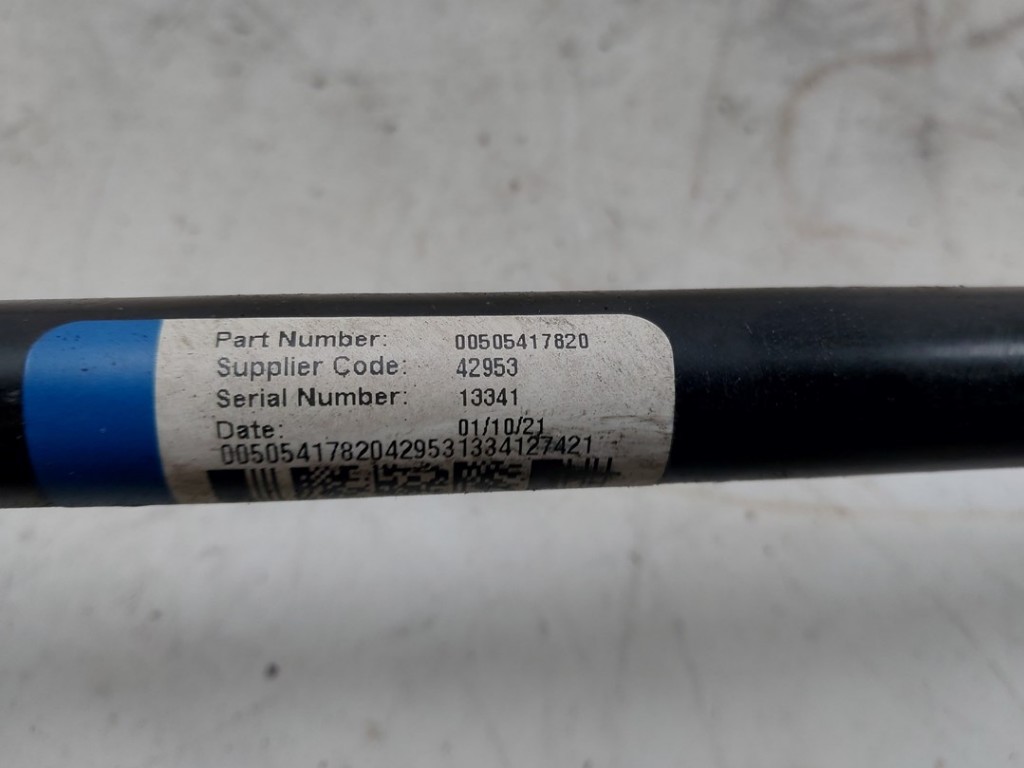 Part Number: 00505417820
Supplier Code: 42953
Serial Number: 13341
Date: 01/10/21
00505417820429531334127421